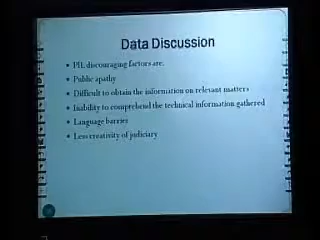 Data Discussion
PIL discouraging factors are.
Public apathy
Difficult to obtain the information on relevant matters
Inability to comprehend the technical information gathered
Language barrier
Less creativity of judiciary